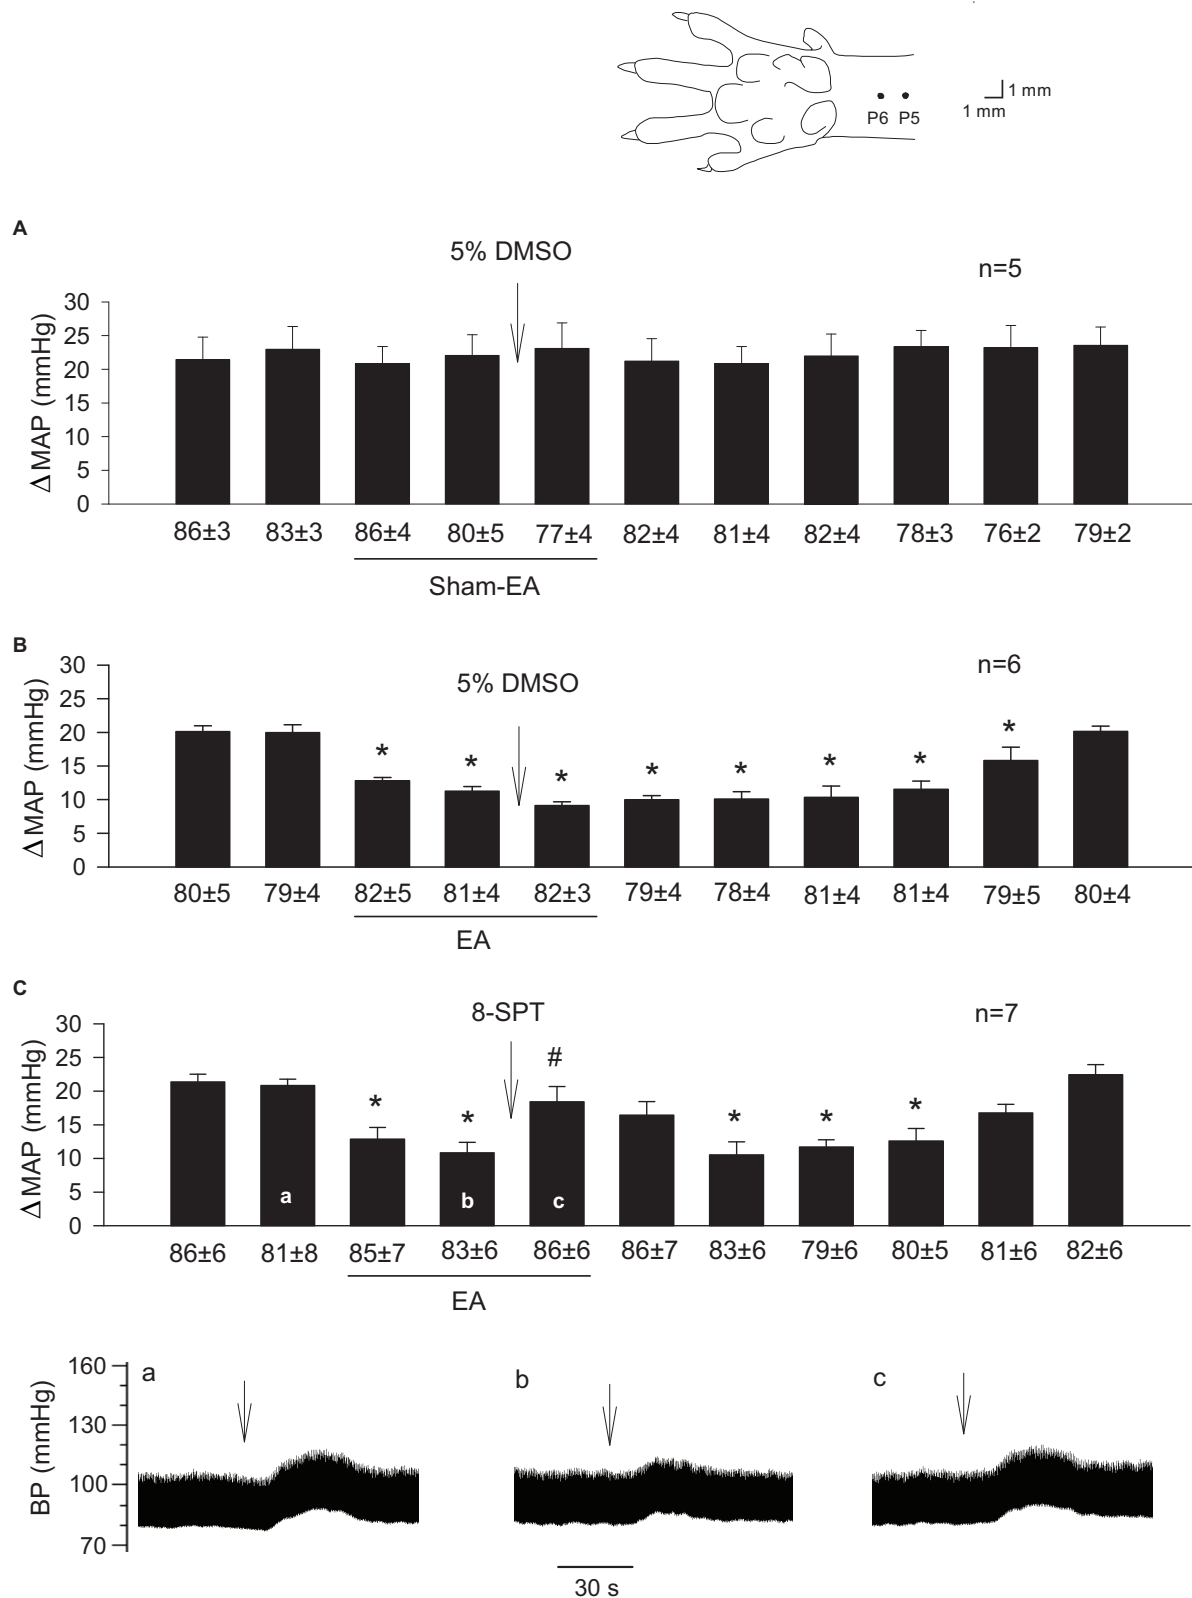 1 mm
P6 P5
1 mm
A
5% DMSO
n=5
ΔMAP (mmHg)
30
25
20
15
10
5
0
86±3 83±3 86±4 80±5 77±4 82±4 81±4 82±4 78±3 76±2 79±2
Sham-EA
B
5% DMSO
n=6
ΔMAP (mmHg)
30
25
20
15
10
5
0
* * * * * * * *
80±5 79±4 82±5 81±4 82±3 79±4 78±4 81±4 81±4 79±5 80±4
EA
C
8-SPT
n=7
ΔMAP (mmHg)
30
25
20
15
10
5
0
* * # * * *
a b c
86±6 81±8 85±7 83±6 86±6 86±7 83±6 79±6 80±5 81±6 82±6
EA
BP (mmHg)
160
130
100
70
a b c
30 s